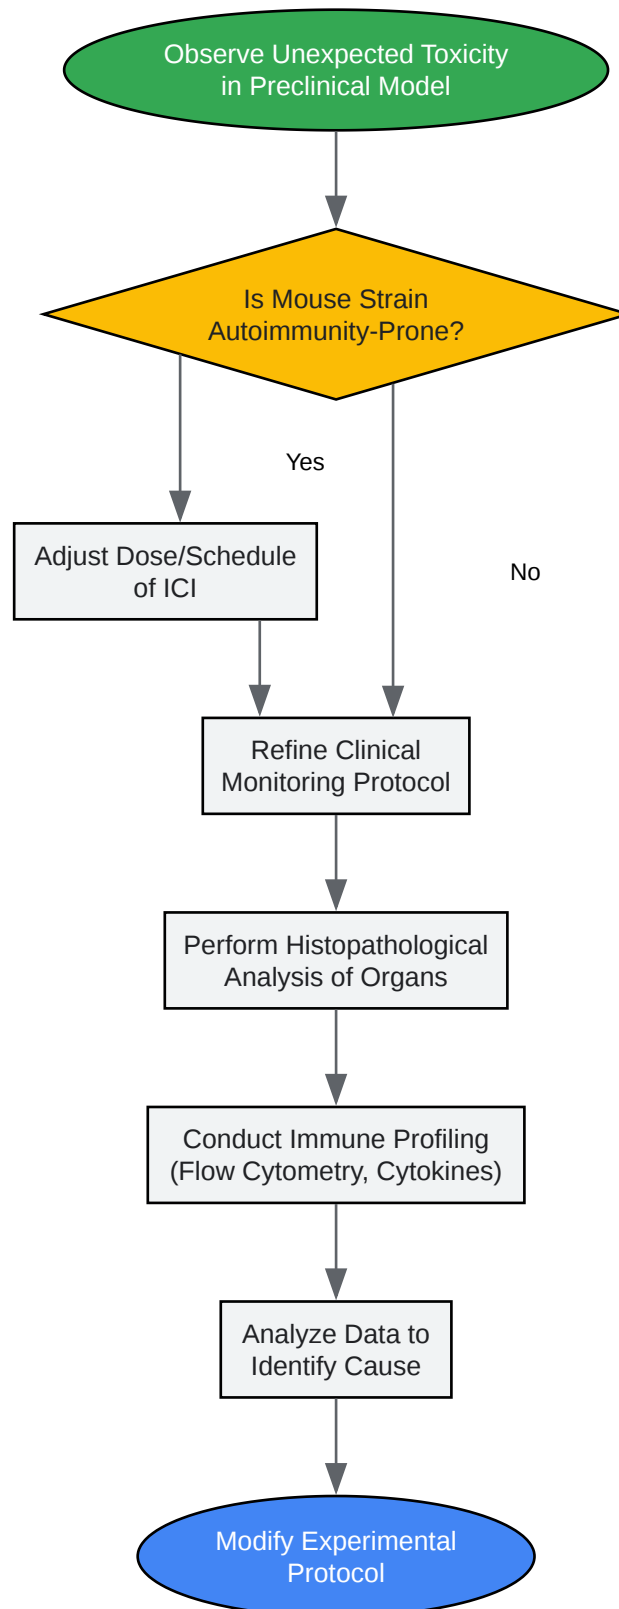 Observe Unexpected Toxicity
in Preclinical Model
Is Mouse Strain
Autoimmunity-Prone?
Yes
Adjust Dose/Schedule
of ICI
No
Refine Clinical
Monitoring Protocol
Perform Histopathological
Analysis of Organs
Conduct Immune Profiling
(Flow Cytometry, Cytokines)
Analyze Data to
Identify Cause
Modify Experimental
Protocol